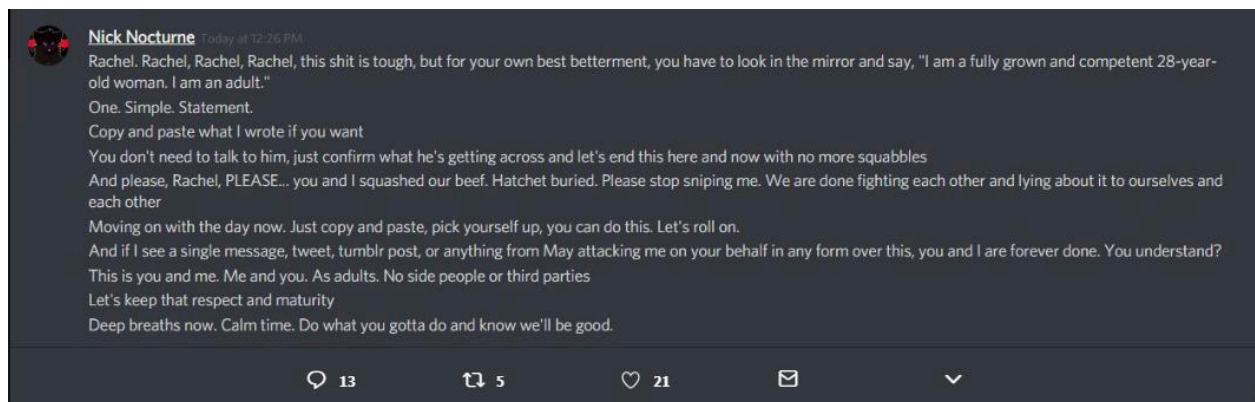 Nick Nocturne Today at 12:26 PM
Rachel. Rachel, Rachel, Rachel, this shit is tough, but for your own best betterment, you have to look in the mirror and say, "I am a fully grown and competent 28-year-
old woman. I am an adult."
One. Simple. Statement.
Copy and paste what I wrote if you want
You don't need to talk to him, just confirm what he's getting across and let's end this here and now with no more squabbles
And please, Rachel, PLEASE... you and I squashed our beef. Hatchet buried. Please stop sniping me. We are done fighting each other and lying about it to ourselves and
each other
Moving on with the day now. Just copy and paste, pick yourself up, you can do this. Let's roll on.
And if I see a single message, tweet, tumblr post, or anything from May attacking me on your behalf in any form over this, you and I are forever done. You understand?
This is you and me. Me and you. As adults. No side people or third parties
Let's keep that respect and maturity
Deep breaths now. Calm time. Do what you gotta do and know we'll be good.
13 5 21